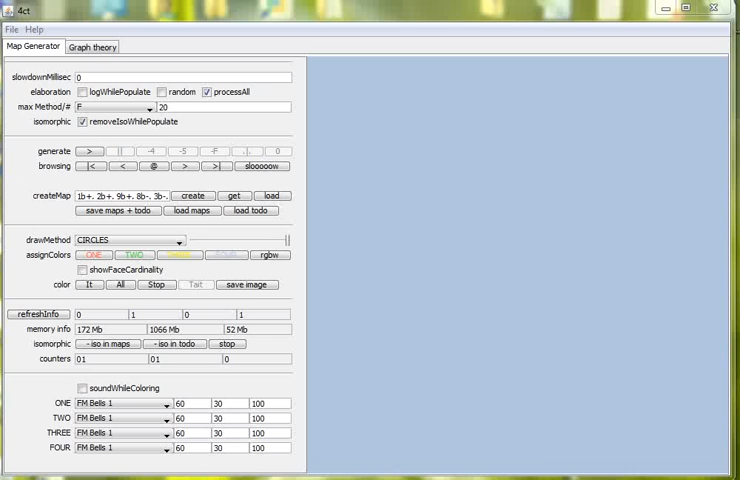 4ct
File Help
Map Generator Graph theory
slowdownMillisec 0
elaboration logWhilePopulate random processAll
max Method/# F 20
isomorphic removeIsoWhilePopulate
generate > || -4 -5 -F .|. 0
browsing |< < @ > >| slooooow
createMap 1b+. 2b+. 9b+. 8b-. 3b-. create get load
save maps + todo load maps load todo
drawMethod CIRCLES
assignColors ONE TWO THREE FOUR rgbw
showFaceCardinality
color It All Stop Tait save image
refreshInfo 0 1 0 1
memory info 172 Mb 1066 Mb 52 Mb
isomorphic - iso in maps - iso in todo stop
counters 01 01 0
soundWhileColoring
ONE FM Bells 1 60 30 100
TWO FM Bells 1 60 30 100
THREE FM Bells 1 60 30 100
FOUR FM Bells 1 60 30 100